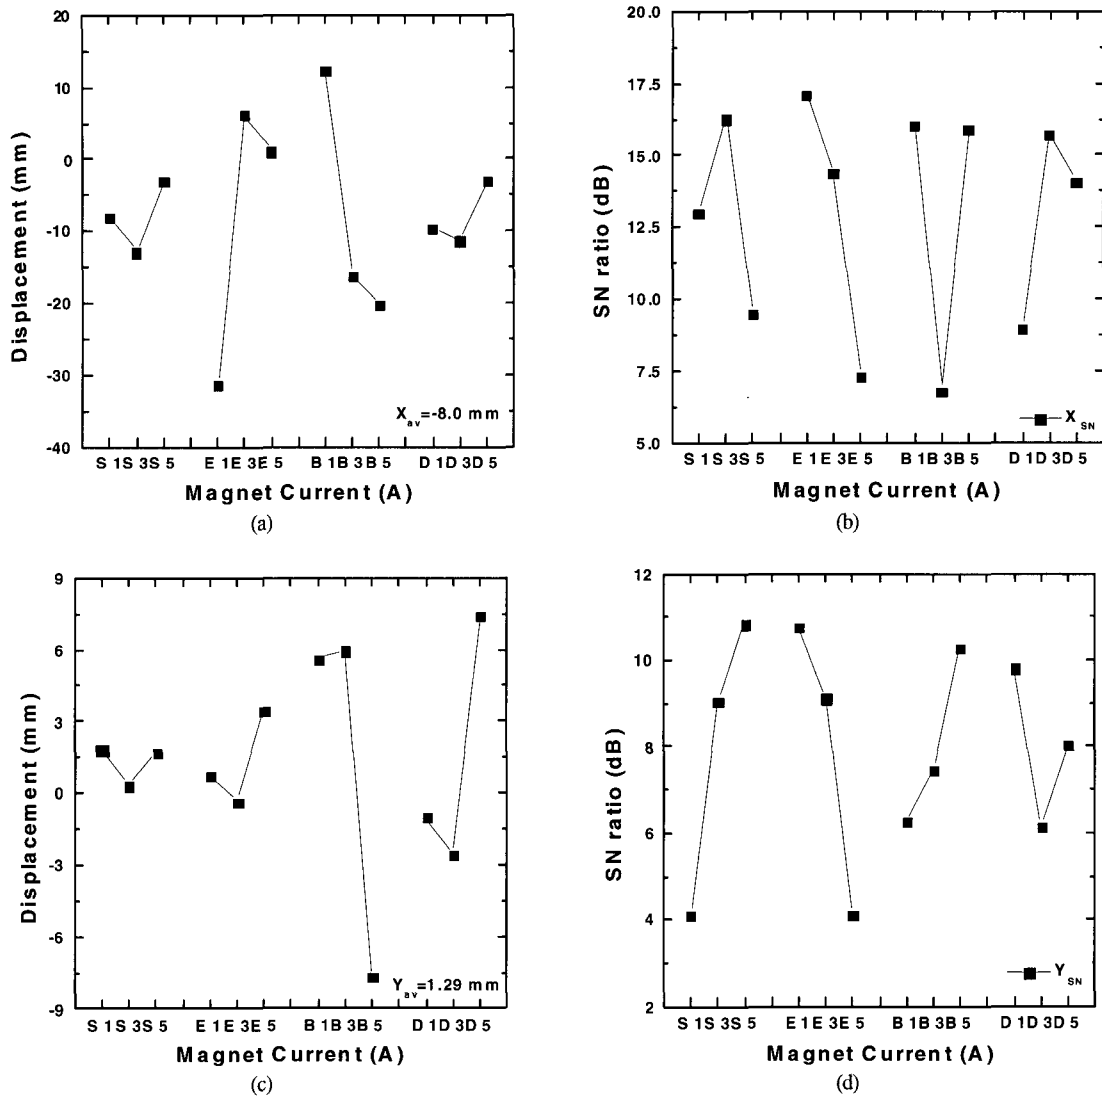 20
10
0
-10
-20
-30
-40
Displacement (mm)
X av =-8.0 mm
S 1S 3S 5 E 1E 3E 5 B 1B 3B 5 D 1D 3D 5
Magnet Current (A)
(a)
20.0
17.5
15.0
12.5
10.0
7.5
5.0
SN ratio (dB)
X SN
S 1S 3S 5 E 1E 3E 5 B 1B 3B 5 D 1D 3D 5
Magnet Current (A)
(b)
9
6
3
0
-3
-6
-9
Displacement (mm)
Y av =1.29 mm
S 1S 3S 5 E 1E 3E 5 B 1B 3B 5 D 1D 3D 5
Magnet Current (A)
(c)
12
10
8
6
4
2
SN ratio (dB)
Y SN
S 1S 3S 5 E 1E 3E 5 B 1B 3B 5 D 1D 3D 5
Magnet Current (A)
(d)